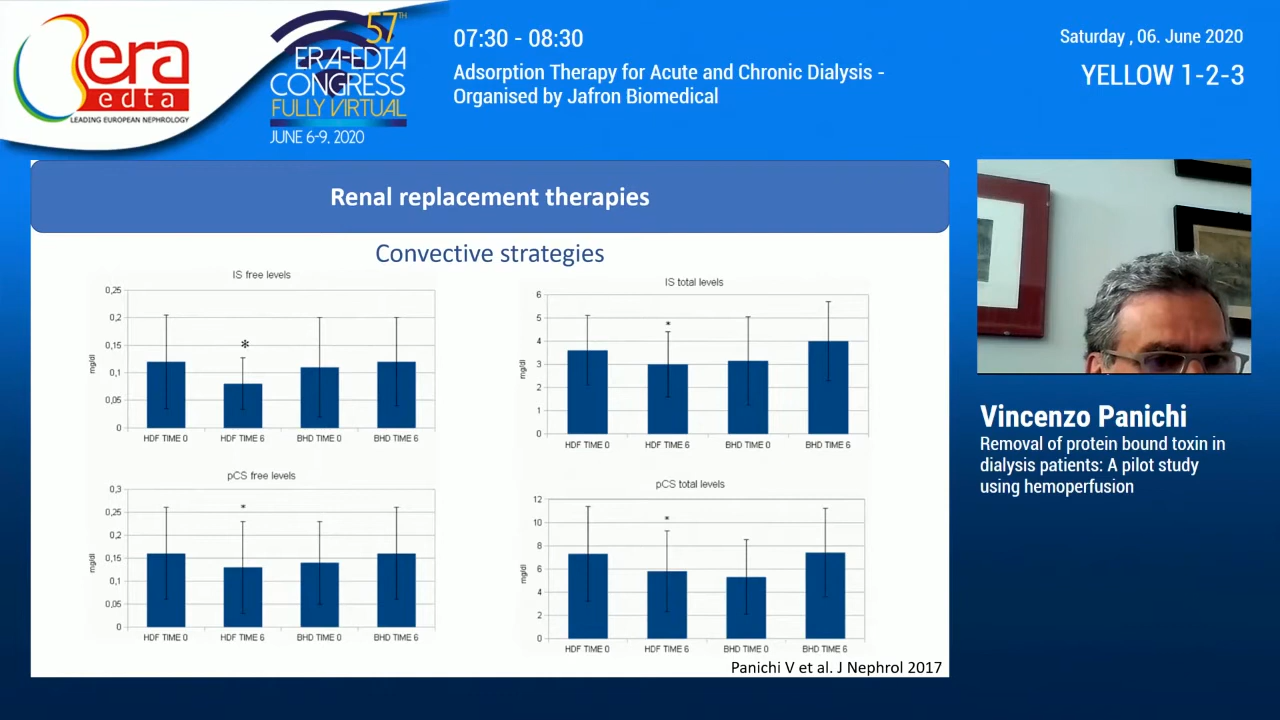 era
edta
LEADING EUROPEAN NEPHROLOGY
57TH
ERA-EDTA
CONGRESS
FULLY VIRTUAL
JUNE 6-9, 2020
07:30 - 08:30
Adsorption Therapy for Acute and Chronic Dialysis -
Organised by Jafron Biomedical
Saturday , 06. June 2020
YELLOW 1-2-3
Renal replacement therapies
Convective strategies
IS free levels
mg/dl
0,25
0,2
0,15
0,1
0,05
0
*
HDF TIME 0 HDF TIME 6 BHD TIME 0 BHD TIME 6
IS total levels
mg/dl
6
5
4
3
2
1
0
*
HDF TIME 0 HDF TIME 6 BHD TIME 0 BHD TIME 6
pCS free levels
mg/dl
0,3
0,25
0,2
0,15
0,1
0,05
0
*
HDF TIME 0 HDF TIME 6 BHD TIME 0 BHD TIME 6
pCS total levels
mg/dl
12
10
8
6
4
2
0
*
HDF TIME 0 HDF TIME 6 BHD TIME 0 BHD TIME 6
Panichi V et al. J Nephrol 2017
Vincenzo Panichi
Removal of protein bound toxin in
dialysis patients: A pilot study
using hemoperfusion